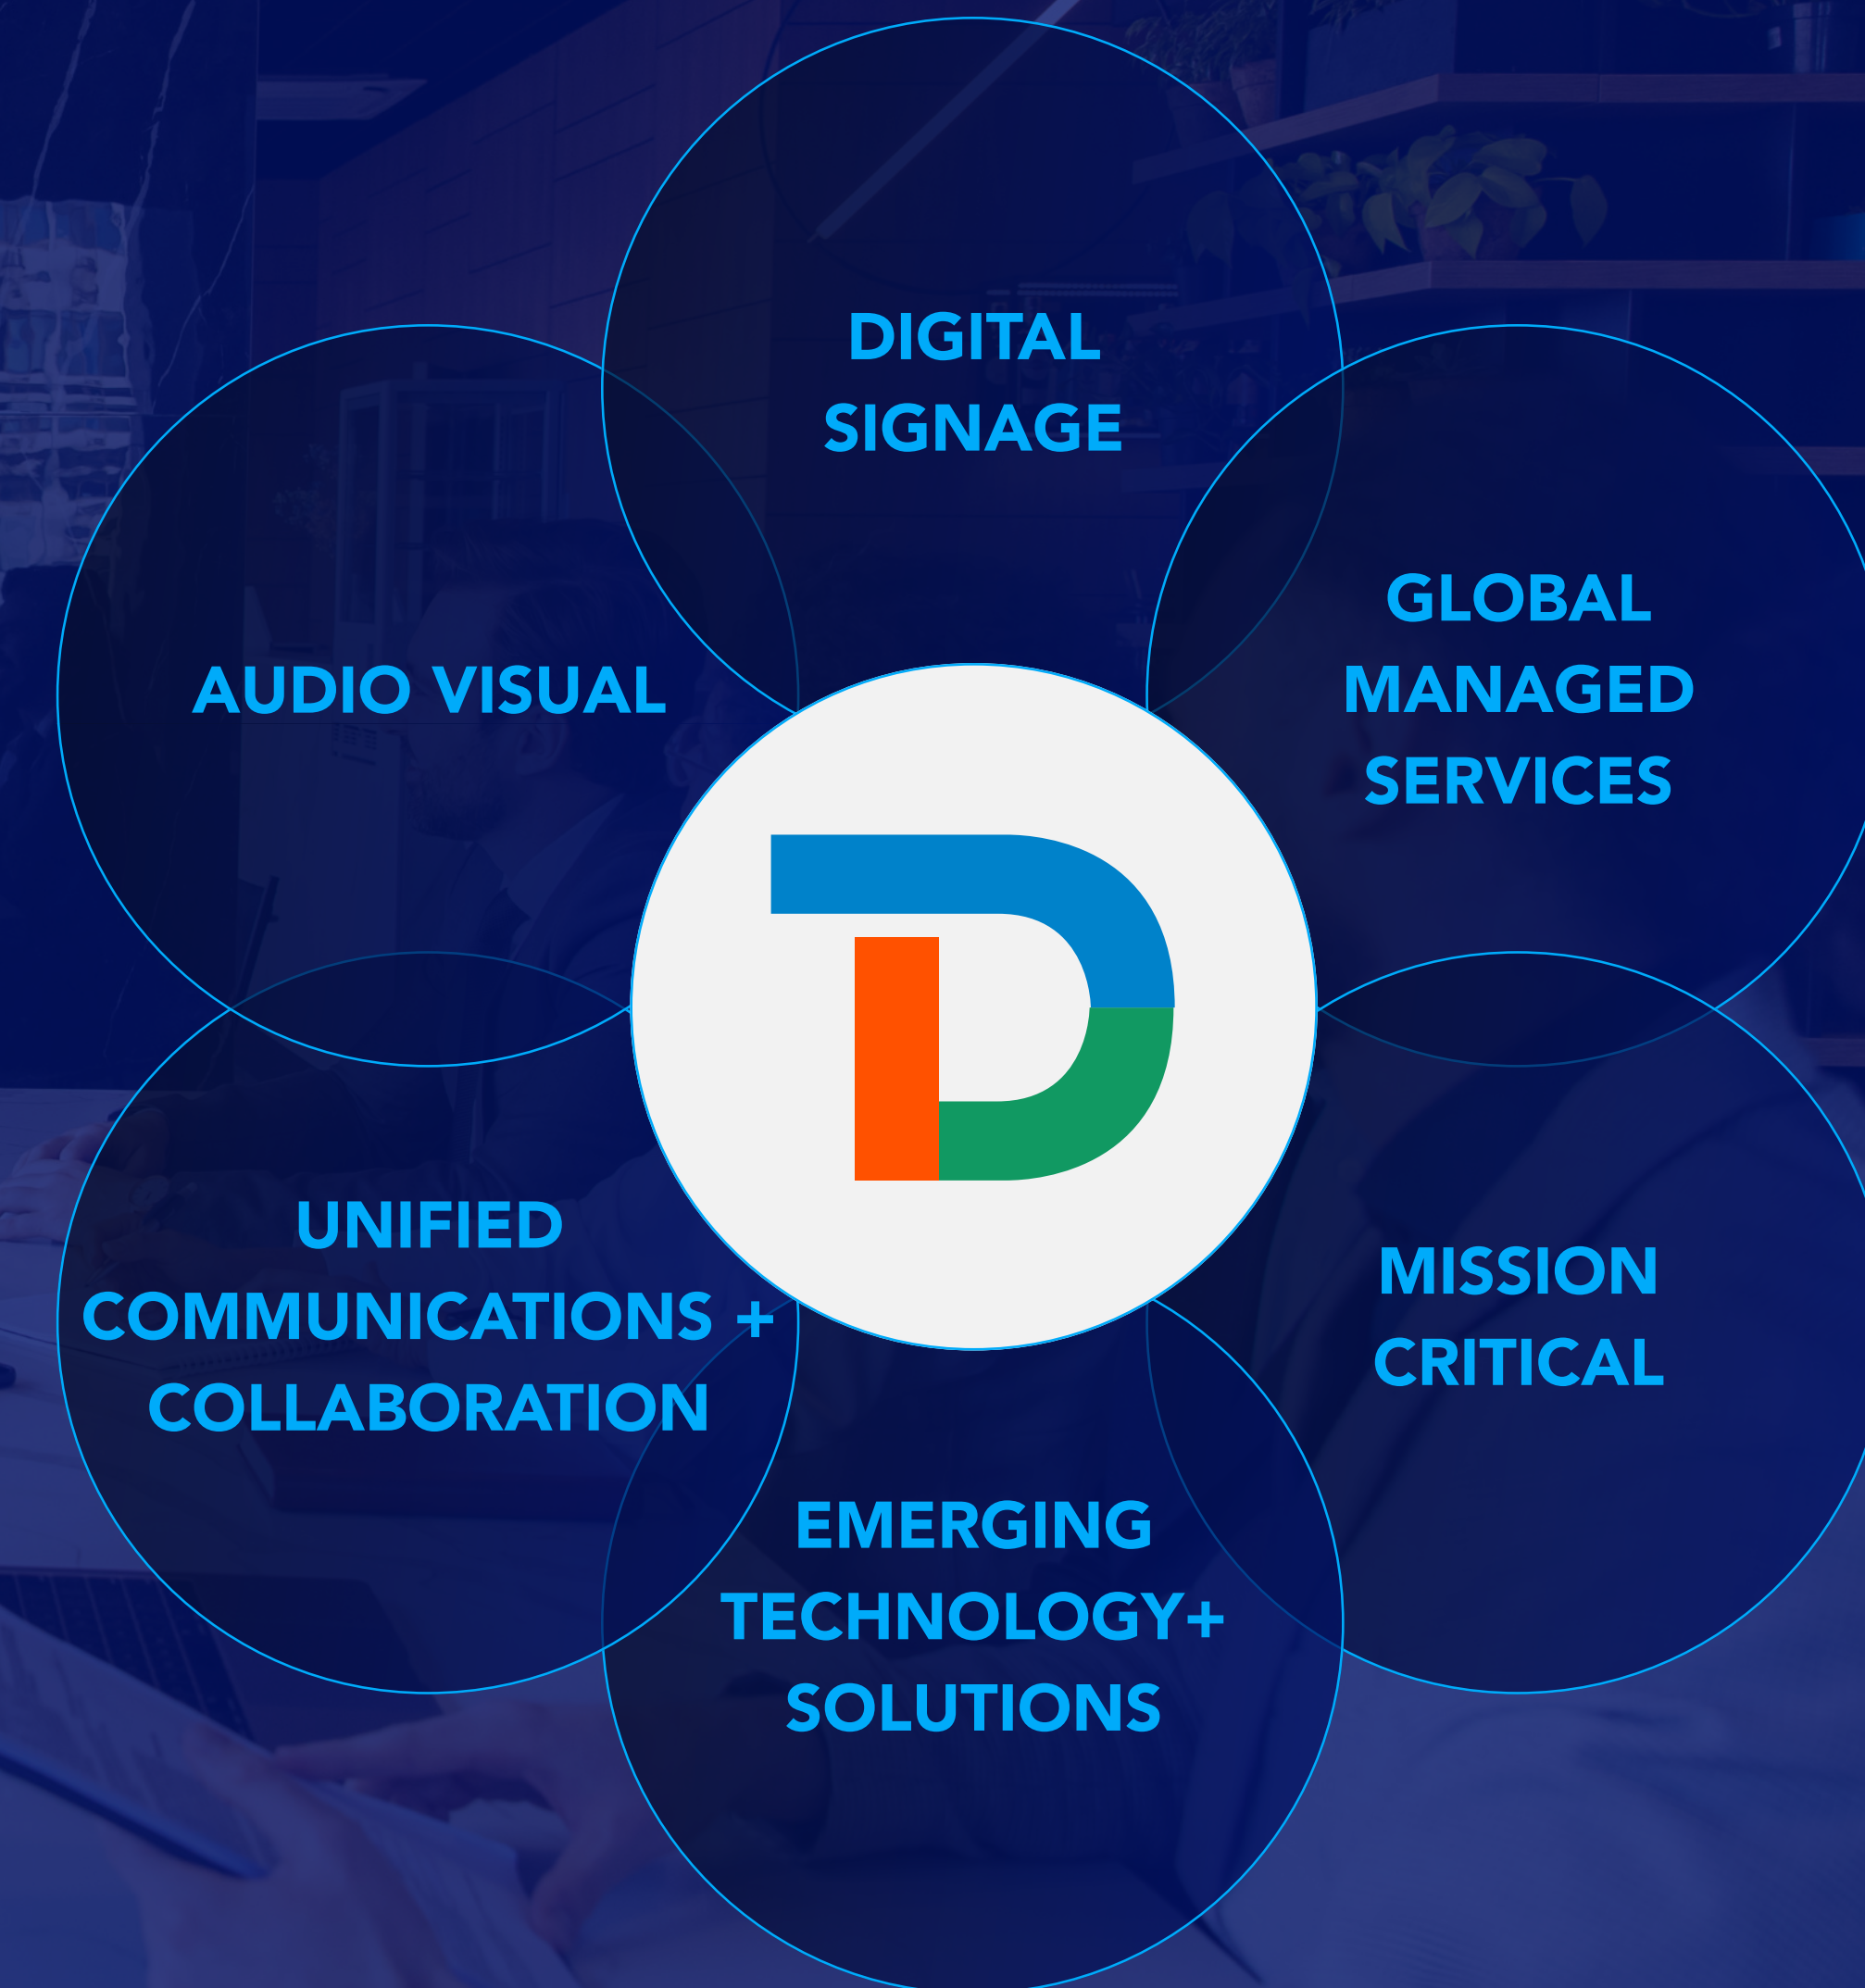 DIGITAL
SIGNAGE
GLOBAL
MANAGED
SERVICES
AUDIO VISUAL
UNIFIED
COMMUNICATIONS +
COLLABORATION
MISSION
CRITICAL
EMERGING
TECHNOLOGY+
SOLUTIONS